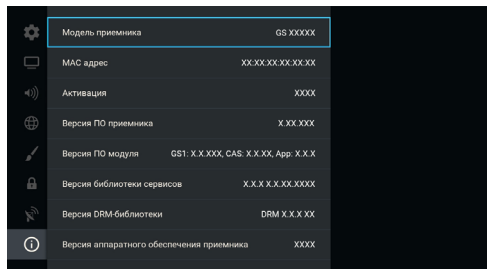 Модель приемника GS XXXXX
MAC адрес XX:XX:XX:XX:XX:XX
Активация XXXX
Версия ПО приемника X.XX.XXX
Версия ПО модуля GS1: X.X.XXX, CAS: X.X.XX, App: X.X.X
Версия библиотеки сервисов X.X.X X.X.XX.XXXX
Версия DRM-библиотеки DRM X.X.X XX
Версия аппаратного обеспечения приемника XXXX